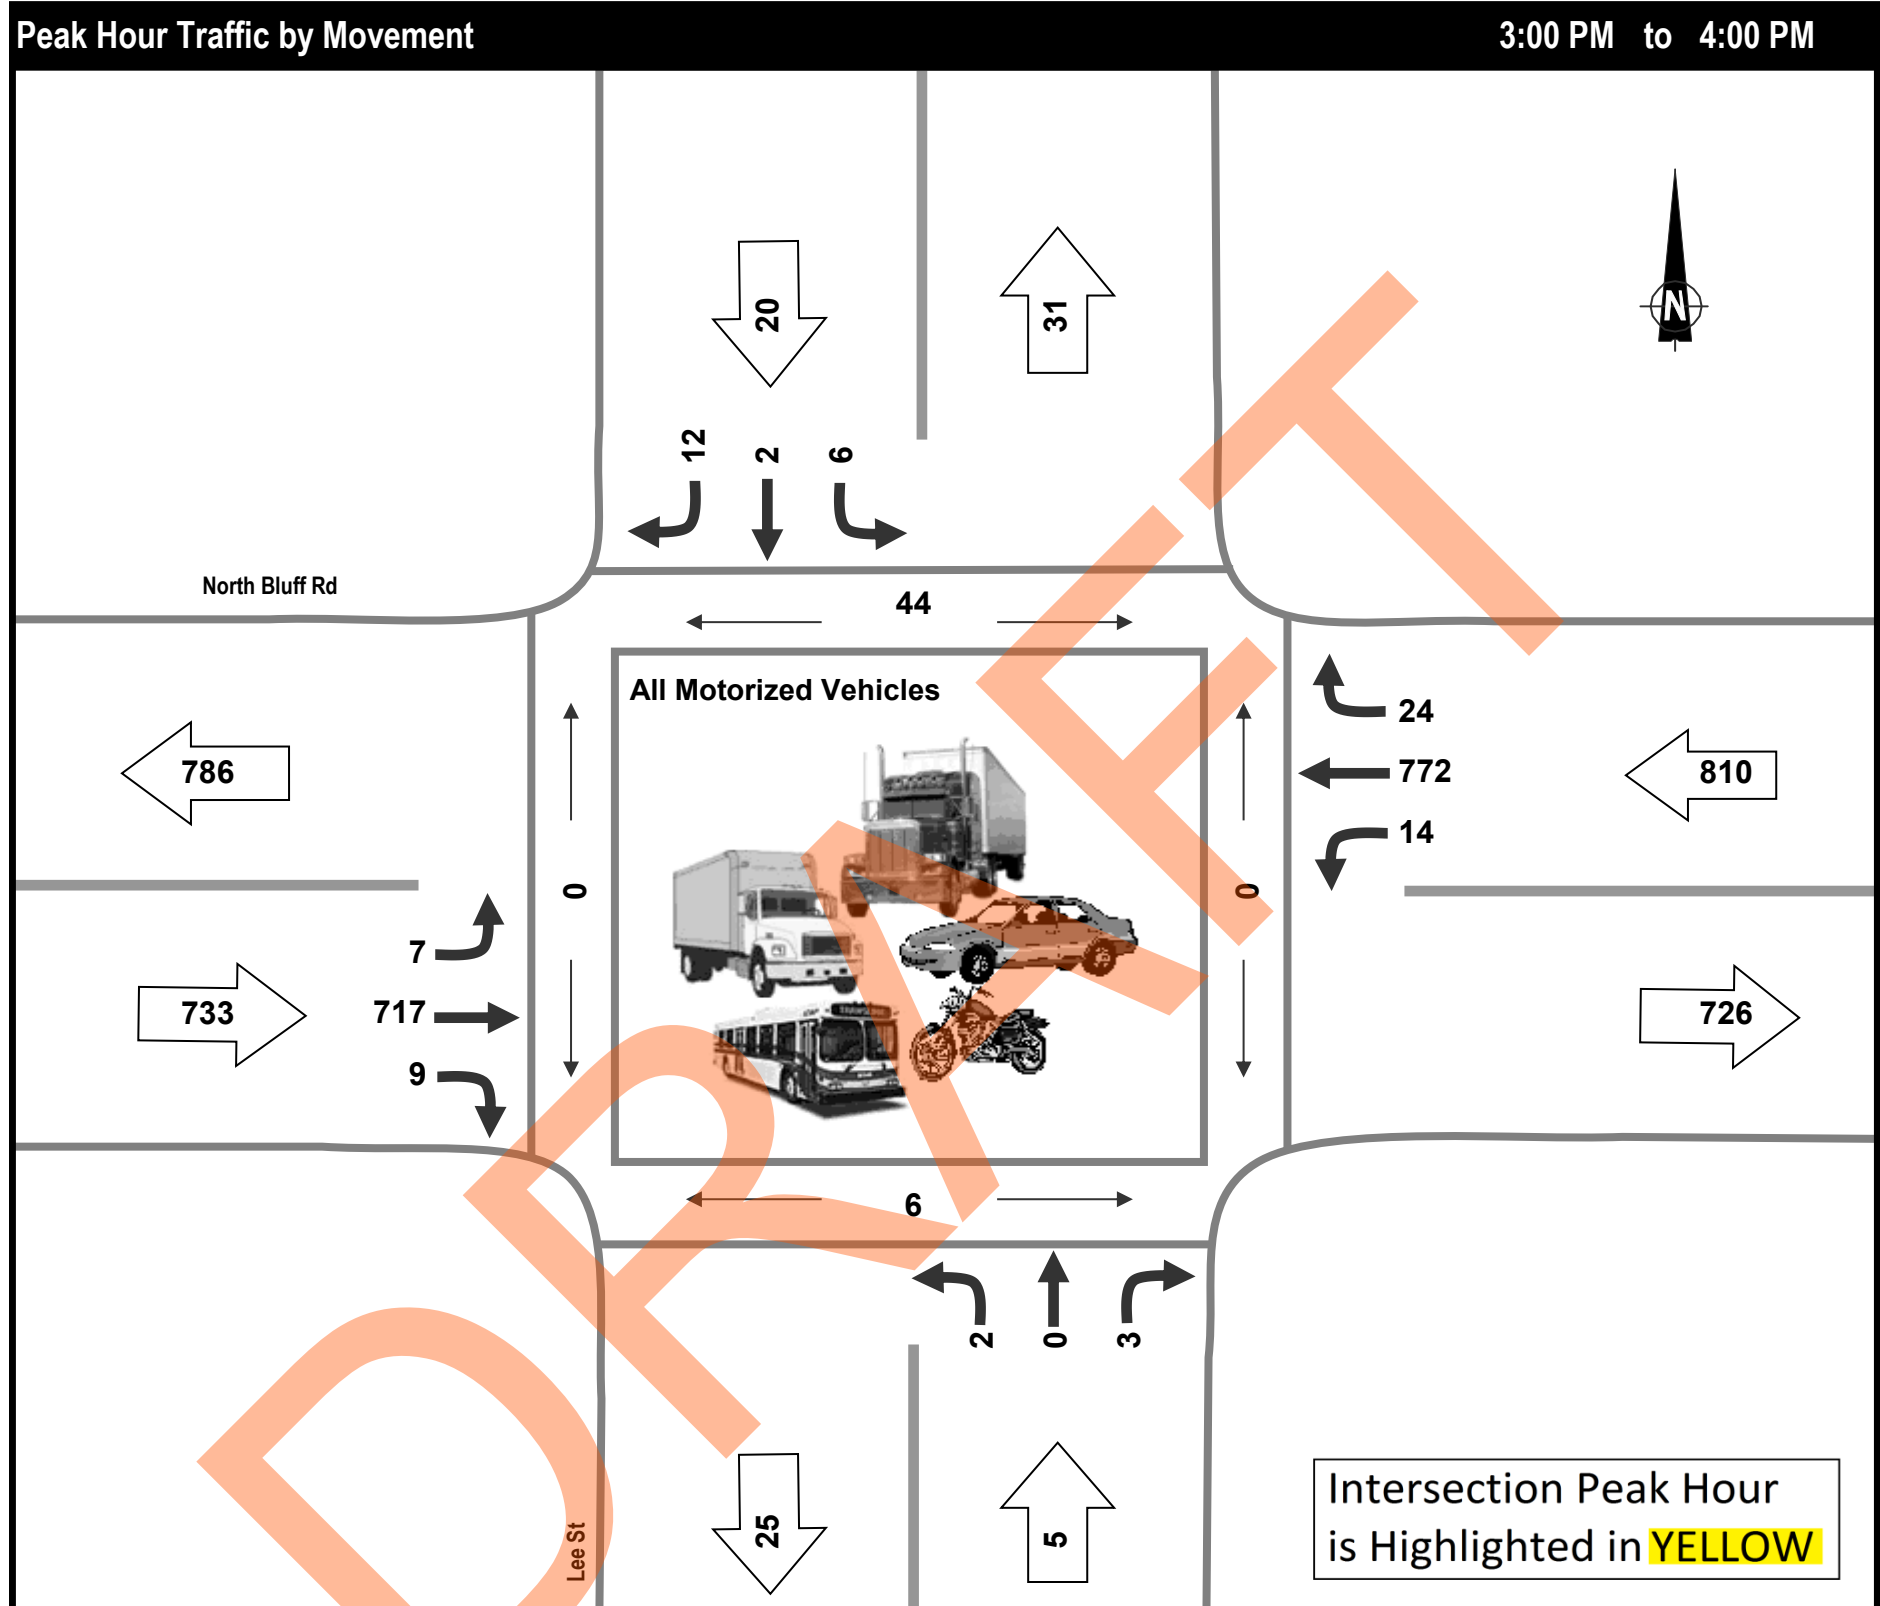 Peak Hour Traffic by Movement 3:00 PM to 4:00 PM
20
31
N
12 2 6
North Bluff Rd
44
All Motorized Vehicles
24
786
772
810
14
0
0
7
733
717
726
9
6
2 0 3
25
5
Lee St
Intersection Peak Hour
is Highlighted in YELLOW
DRAFT